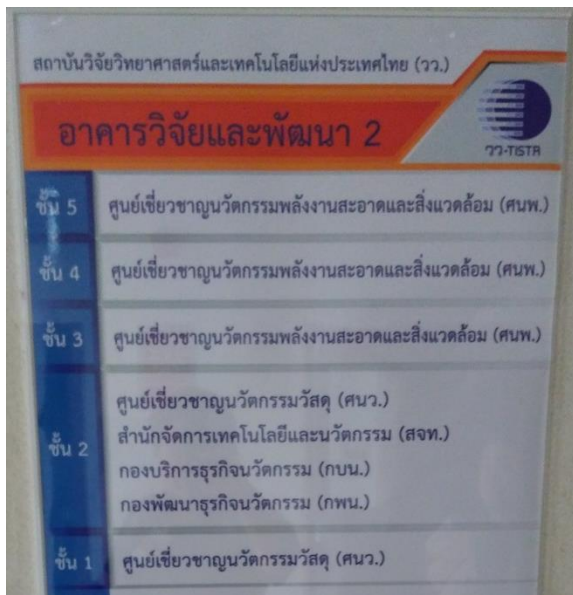 สถาบันวิจัยวิทยาศาสตร์และเทคโนโลยีแห่งประเทศไทย (วว.)
อาคารวิจัยและพัฒนา 2
วว-TISTR
ชั้น 5 ศูนย์เชี่ยวชาญนวัตกรรมพลังงานสะอาดและสิ่งแวดล้อม (ศนพ.)
ชั้น 4 ศูนย์เชี่ยวชาญนวัตกรรมพลังงานสะอาดและสิ่งแวดล้อม (ศนพ.)
ชั้น 3 ศูนย์เชี่ยวชาญนวัตกรรมพลังงานสะอาดและสิ่งแวดล้อม (ศนพ.)
ชั้น 2
ศูนย์เชี่ยวชาญนวัตกรรมวัสดุ (ศนว.)
สำนักจัดการเทคโนโลยีและนวัตกรรม (สจท.)
กองบริการธุรกิจนวัตกรรม (กบน.)
กองพัฒนาธุรกิจนวัตกรรม (กพน.)
ชั้น 1 ศูนย์เชี่ยวชาญนวัตกรรมวัสดุ (ศนว.)